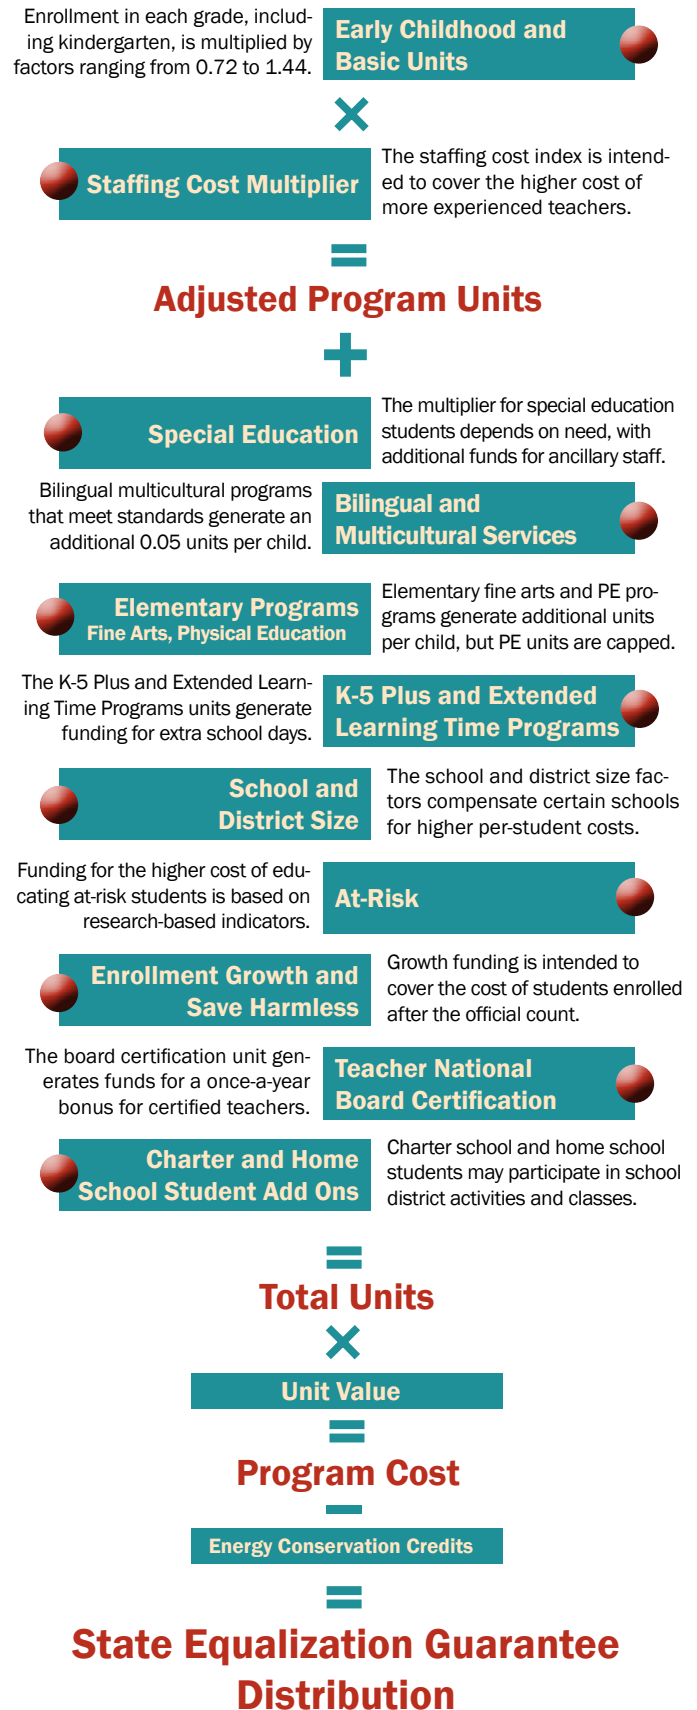 Enrollment in each grade, includ-
ing kindergarten, is multiplied by
factors ranging from 0.72 to 1.44.
Early Childhood and
Basic Units
×
Staffing Cost Multiplier
The staffing cost index is intend-
ed to cover the higher cost of
more experienced teachers.
=
Adjusted Program Units
+
Special Education
The multiplier for special education
students depends on need, with
additional funds for ancillary staff.
Bilingual multicultural programs
that meet standards generate an
additional 0.05 units per child.
Bilingual and
Multicultural Services
Elementary Programs
Fine Arts, Physical Education
Elementary fine arts and PE pro-
grams generate additional units
per child, but PE units are capped.
The K-5 Plus and Extended Learn-
ing Time Programs units generate
funding for extra school days.
K-5 Plus and Extended
Learning Time Programs
School and
District Size
The school and district size fac-
tors compensate certain schools
for higher per-student costs.
Funding for the higher cost of edu-
cating at-risk students is based on
research-based indicators.
At-Risk
Enrollment Growth and
Save Harmless
Growth funding is intended to
cover the cost of students enrolled
after the official count.
The board certification unit gen-
erates funds for a once-a-year
bonus for certified teachers.
Teacher National
Board Certification
Charter and Home
School Student Add Ons
Charter school and home school
students may participate in school
district activities and classes.
=
Total Units
×
Unit Value
=
Program Cost
−
Energy Conservation Credits
=
State Equalization Guarantee
Distribution